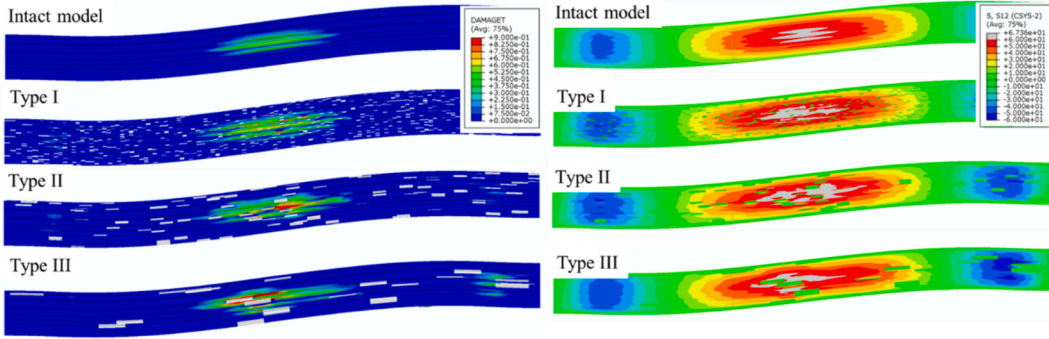 Intact model
DAMAGET
(Avg: 75%)
+9.000e-01
+8.250e-01
+7.500e-01
+6.750e-01
+6.000e-01
+5.250e-01
+4.500e-01
+3.750e-01
+3.000e-01
+2.250e-01
+1.500e-01
+7.500e-02
+0.000e+00
Type I
Type II
Type III
Intact model
S, S12 (CSYS-2)
(Avg: 75%)
+6.736e+01
+6.000e+01
+5.000e+01
+4.000e+01
+3.000e+01
+2.000e+01
+1.000e+01
+0.000e+00
-1.000e+01
-2.000e+01
-3.000e+01
-4.000e+01
-5.000e+01
-6.000e+01
Type I
Type II
Type III